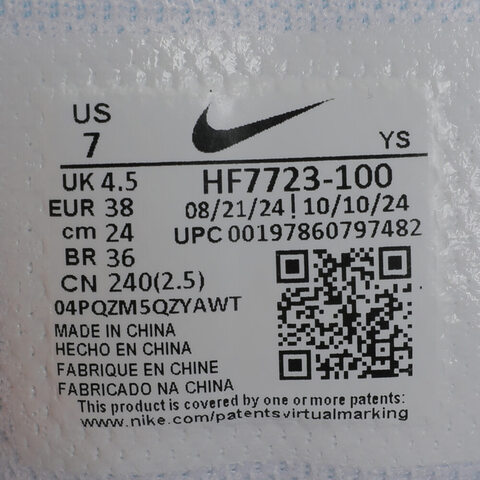 US
7
YS
UK 4.5
HF7723-100
EUR 38
08/21/24 | 10/10/24
cm 24
UPC 00197860797482
BR 36
CN 240(2.5)
04PQZM5QZYAWT
MADE IN CHINA
HECHO EN CHINA
FABRIQUE EN CHINE
FABRICADO NA CHINA
This product is covered by one or more patents:
www.nike.com/patentsvirtualmarking